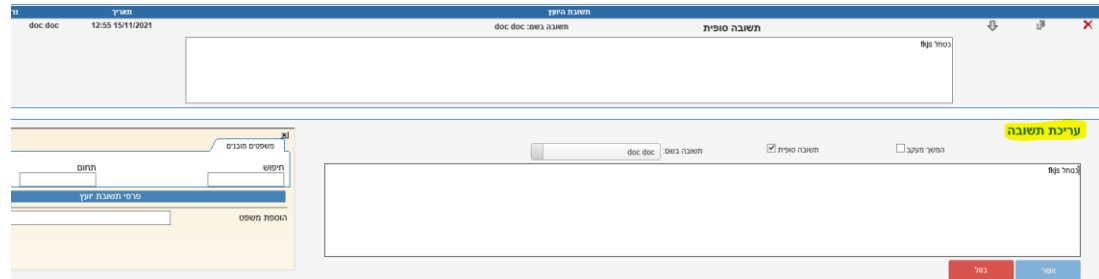 תשובת היועץ
תאריך
תשובה סופית
תשובה בשם: doc doc
12:55 15/11/2021
doc doc
כטחל fkjs
עריכת תשובה
המשך מעקב
תשובה סופית
תשובה בשם:
doc doc
כטחל fkjs
אשור
בטל
משפטים מובנים
חיפוש
תחום
פרטי תשובת יועץ
הוספת משפט